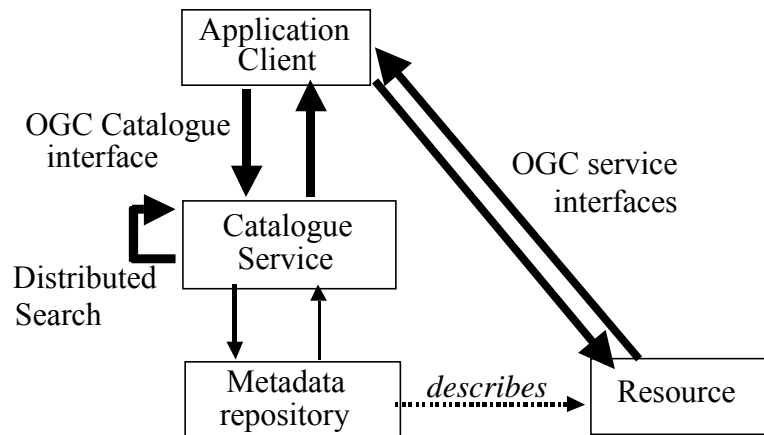 Application
Client
OGC Catalogue
interface
OGC service
interfaces
Catalogue
Service
Distributed
Search
Metadata
repository
describes
Resource